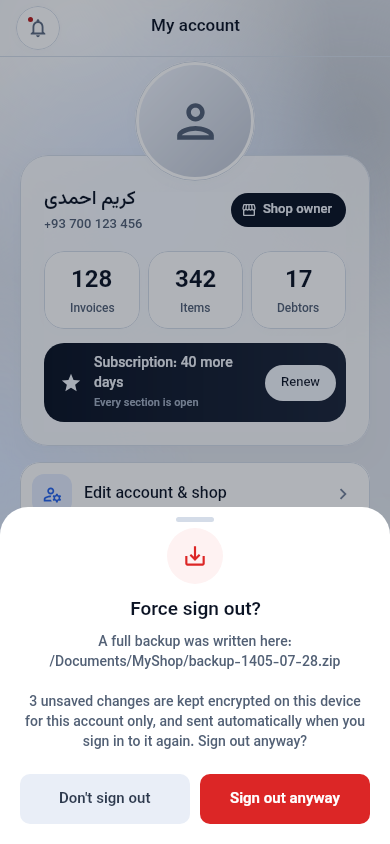 My account
کریم احمدی
+93 700 123 456
Shop owner
128
342
17
Invoices
Items
Debtors
Subscription: 40 more
days
Every section is open
Renew
Edit account & shop
Force sign out?
A full backup was written here:
/Documents/MyShop/backup-1405-07-28.zip
3 unsaved changes are kept encrypted on this device
for this account only, and sent automatically when you
sign in to it again. Sign out anyway?
Don't sign out
Sign out anyway